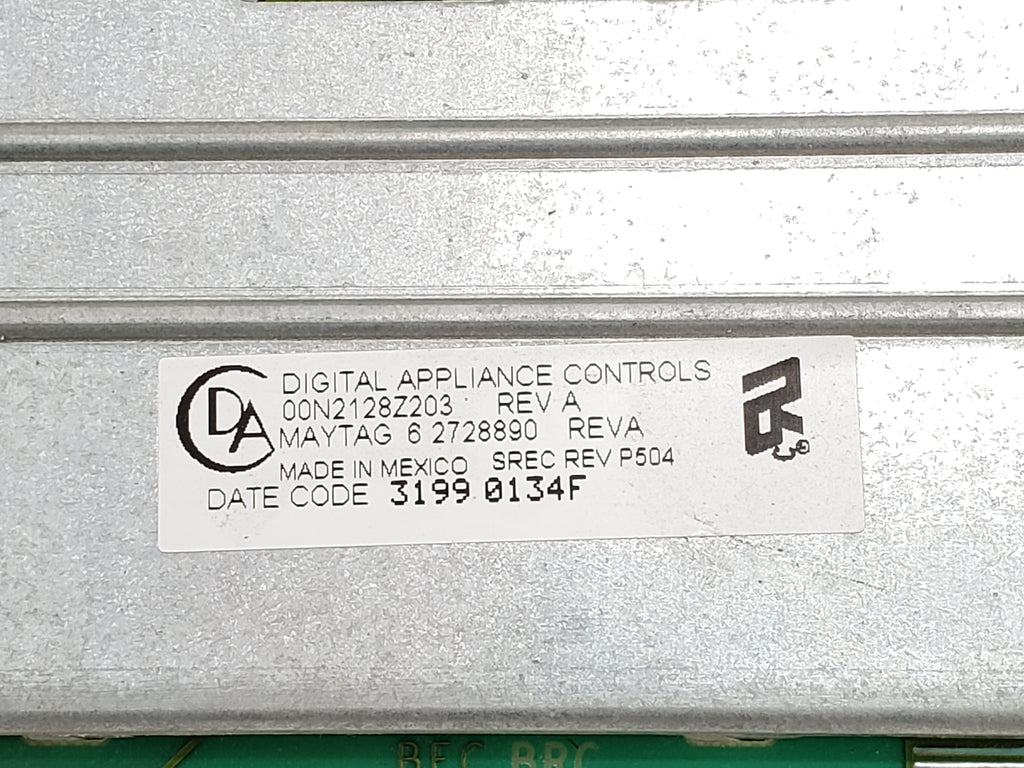 DA
DIGITAL APPLIANCE CONTROLS
00N2128Z203 REV A
MAYTAG 6 2728890 REVA
MADE IN MEXICO SREC REV P504
DATE CODE 3199 0134F